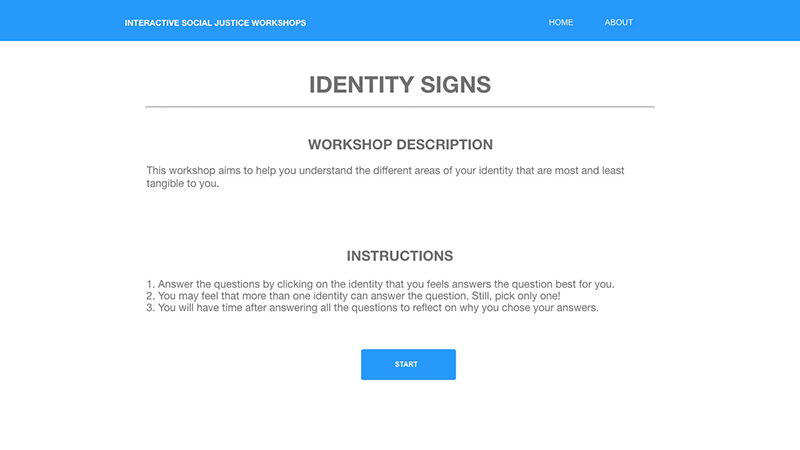 INTERACTIVE SOCIAL JUSTICE WORKSHOPS HOME ABOUT
IDENTITY SIGNS
WORKSHOP DESCRIPTION
This workshop aims to help you understand the different areas of your identity that are most and least
tangible to you.
INSTRUCTIONS
1. Answer the questions by clicking on the identity that you feels answers the question best for you.
2. You may feel that more than one identity can answer the question. Still, pick only one!
3. You will have time after answering all the questions to reflect on why you chose your answers.
START